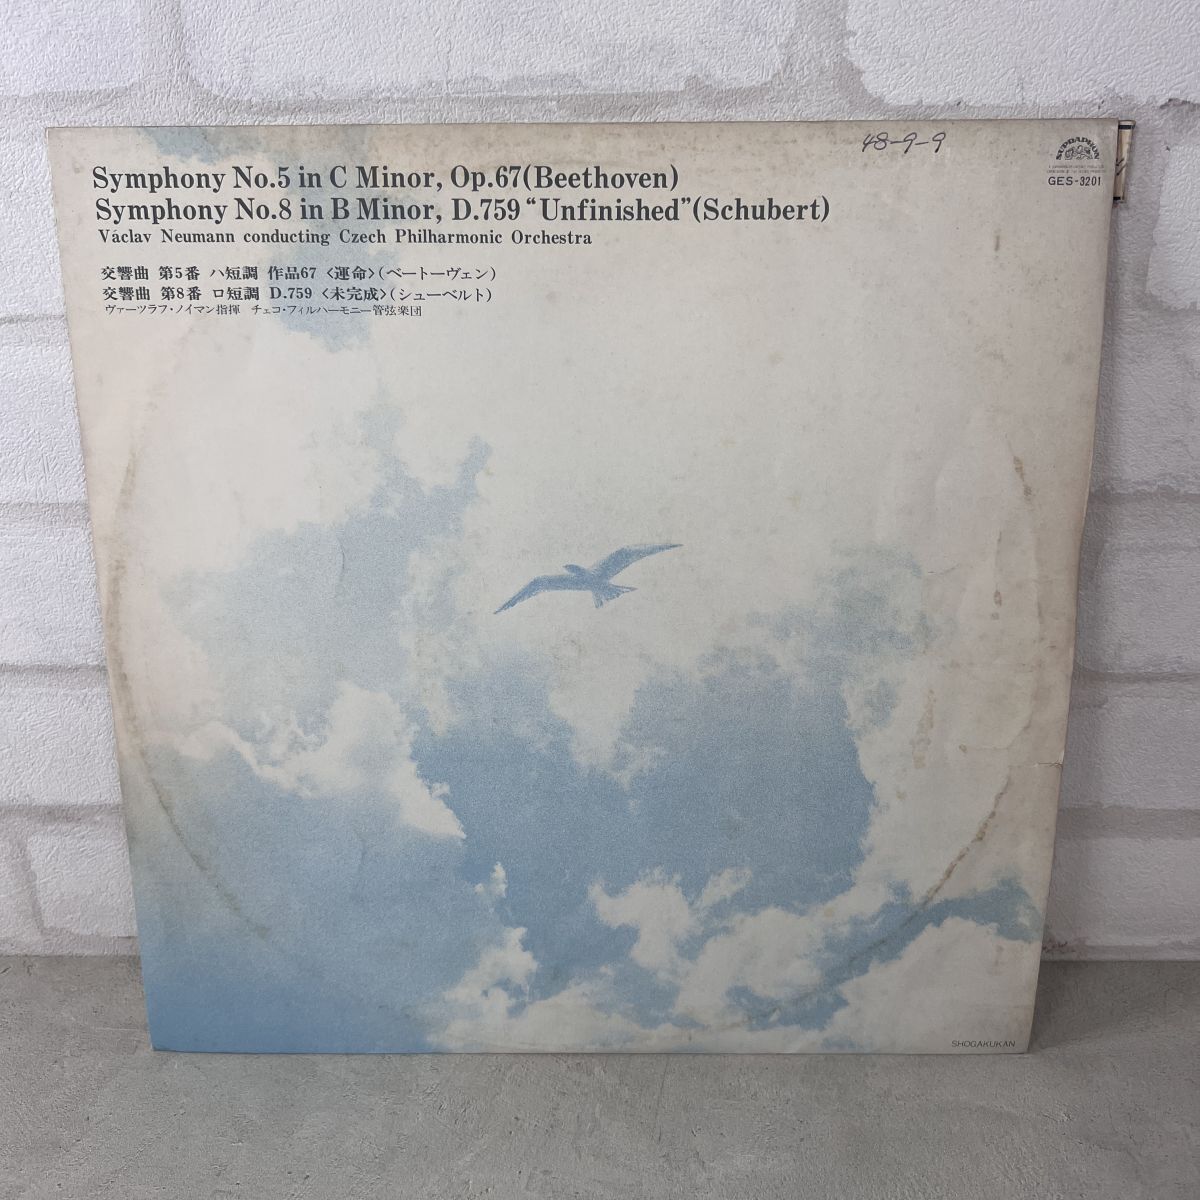 Symphony No.5 in C Minor, Op.67(Beethoven)
Symphony No.8 in B Minor, D.759 “Unfinished”(Schubert)
Václav Neumann conducting Czech Philharmonic Orchestra
交響曲 第5番 ハ短調 作品67 〈運命〉(ベートーヴェン)
交響曲 第8番 ロ短調 D.759 〈未完成〉(シューベルト)
ヴァーツラフ・ノイマン指揮 チェコ・フィルハーモニー管弦楽団
48-9-9
SUPRAPHON
GES-3201
SHOGAKUKAN